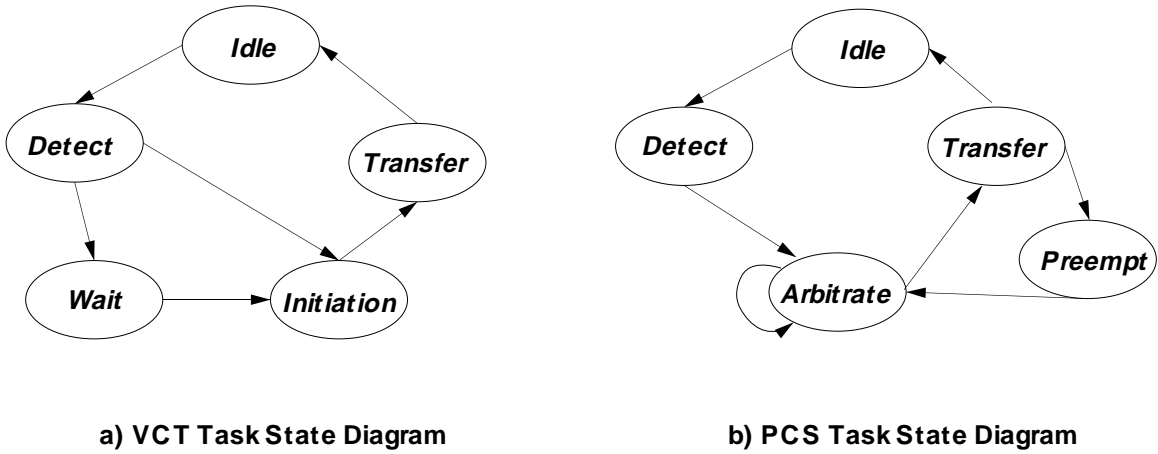 Idle
Detect
Transfer
Wait
Initiation
a) VCT Task State Diagram
Idle
Detect
Transfer
Preempt
Arbitrate
b) PCS Task State Diagram